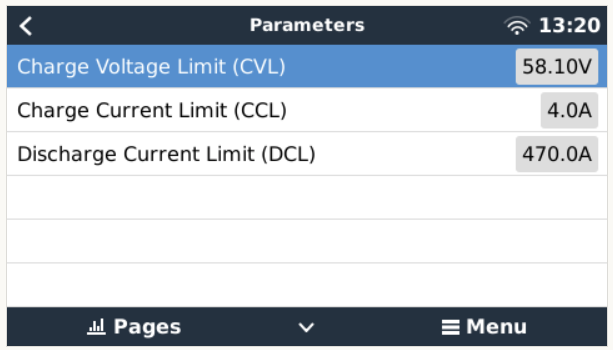 Parameters 13:20
Charge Voltage Limit (CVL) 58.10V
Charge Current Limit (CCL) 4.0A
Discharge Current Limit (DCL) 470.0A
Pages Menu